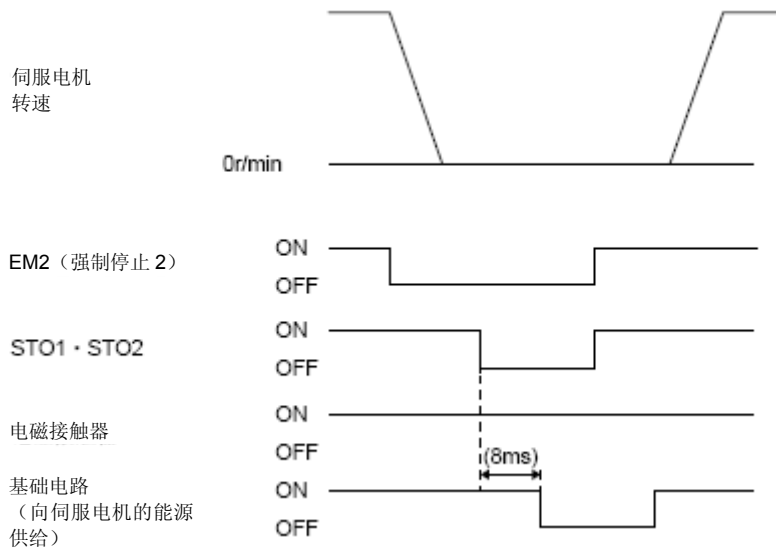 伺服电机
转速
0r/min
EM2（强制停止 2）
ON
OFF
STO1・STO2
ON
OFF
电磁接触器
ON
OFF
(8ms)
基础电路
（向伺服电机的能源
供给）
ON
OFF